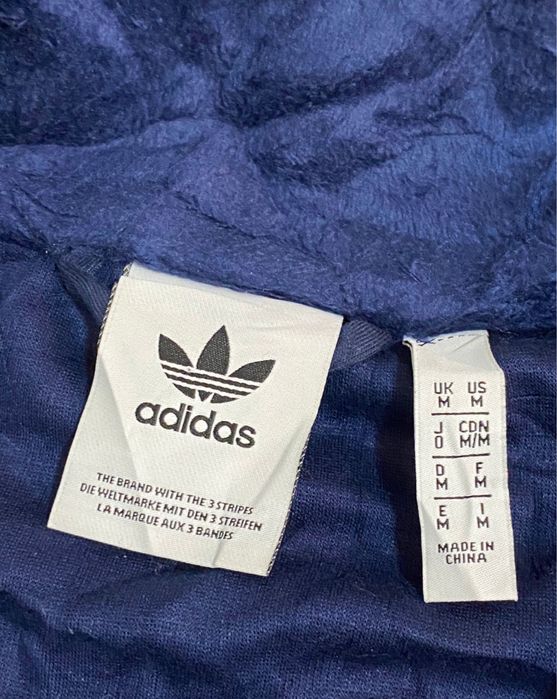 adidas
THE BRAND WITH THE 3 STRIPES
DIE WELTMARKE MIT DEN 3 STREIFEN
LA MARQUE AUX 3 BANDES
UK US
M M
J CDN
O M/M
D F
M M
E I
M M
MADE IN
CHINA